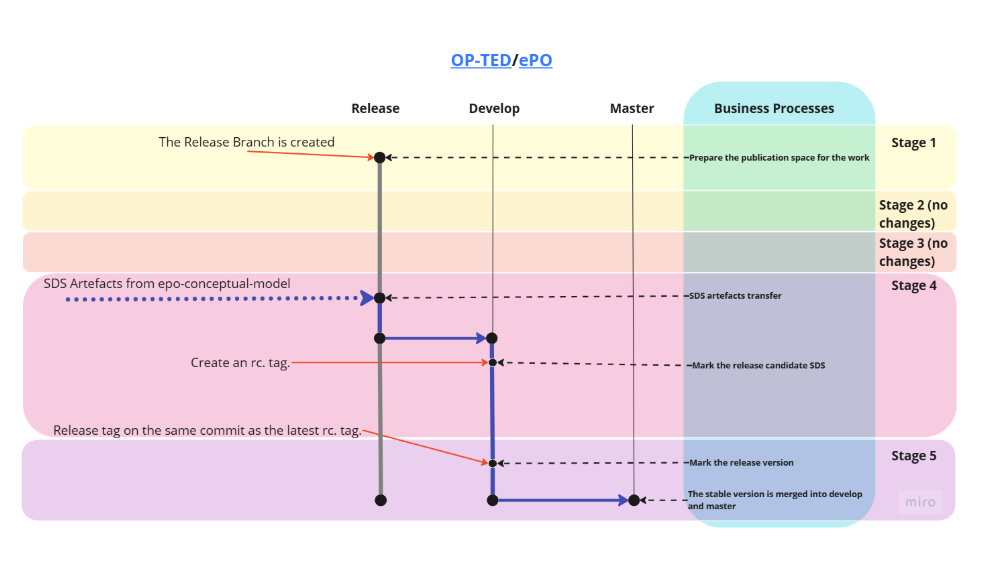 OP-TED/ePO
Release
Develop
Master
Business Processes
The Release Branch is created
Stage 1
Prepare the publication space for the work
Stage 2 (no
changes)
Stage 3 (no
changes)
SDS Artefacts from epo-conceptual-model
Stage 4
SDS artefacts transfer
Create an rc. tag.
Mark the release candidate SDS
Release tag on the same commit as the latest rc. tag.
Stage 5
Mark the release version
The stable version is merged into develop
and master
miro